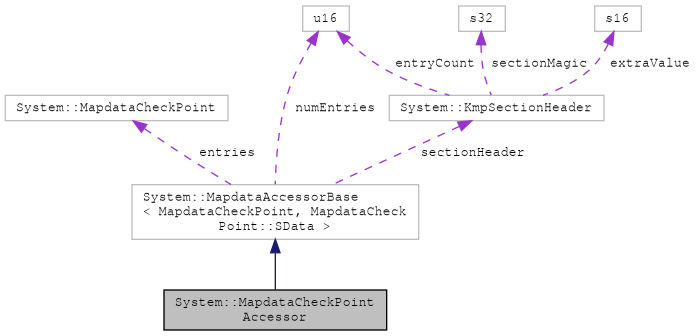 u16
s32
s16
entryCount
sectionMagic
extraValue
System::MapdataCheckPoint
numEntries
System::KmpSectionHeader
entries
sectionHeader
System::MapdataAccessorBase
< MapdataCheckPoint, MapdataCheck
Point::SData >
System::MapdataCheckPoint
Accessor